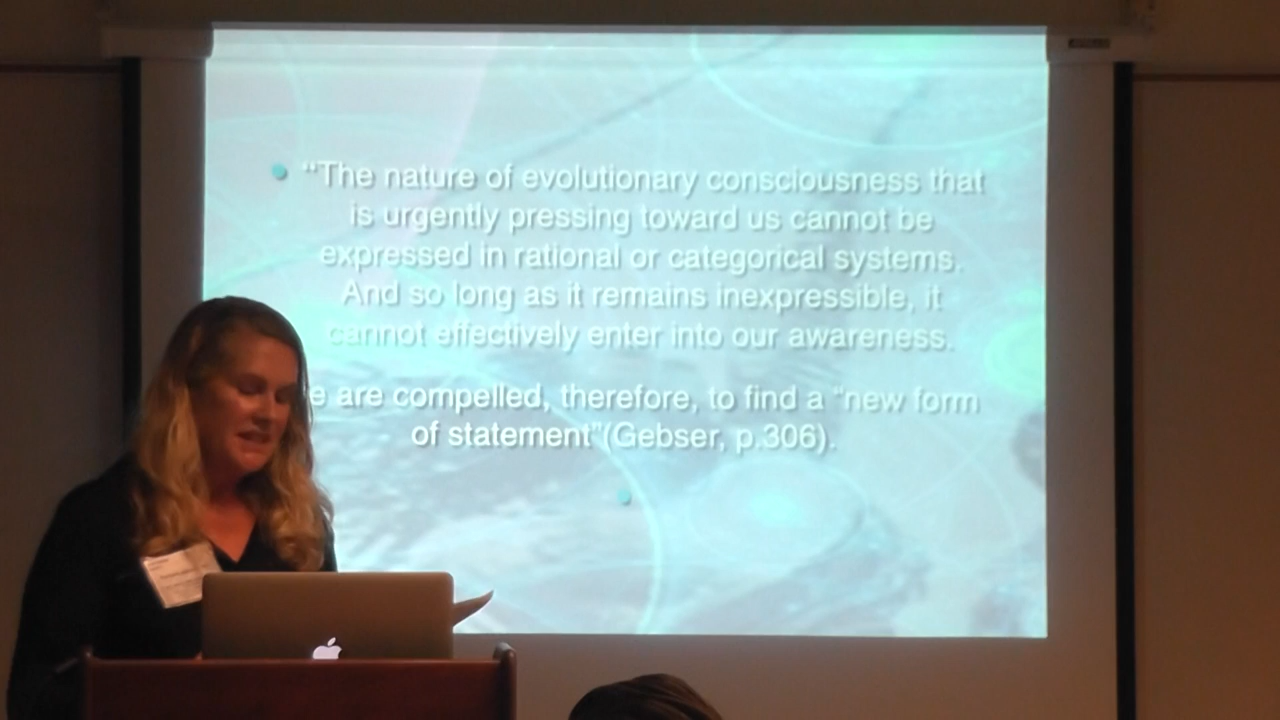 “The nature of evolutionary consciousness that
is urgently pressing toward us cannot be
expressed in rational or categorical systems.
And so long as it remains inexpressible, it
cannot effectively enter into our awareness.
e are compelled, therefore, to find a “new form
of statement”(Gebser, p.306).